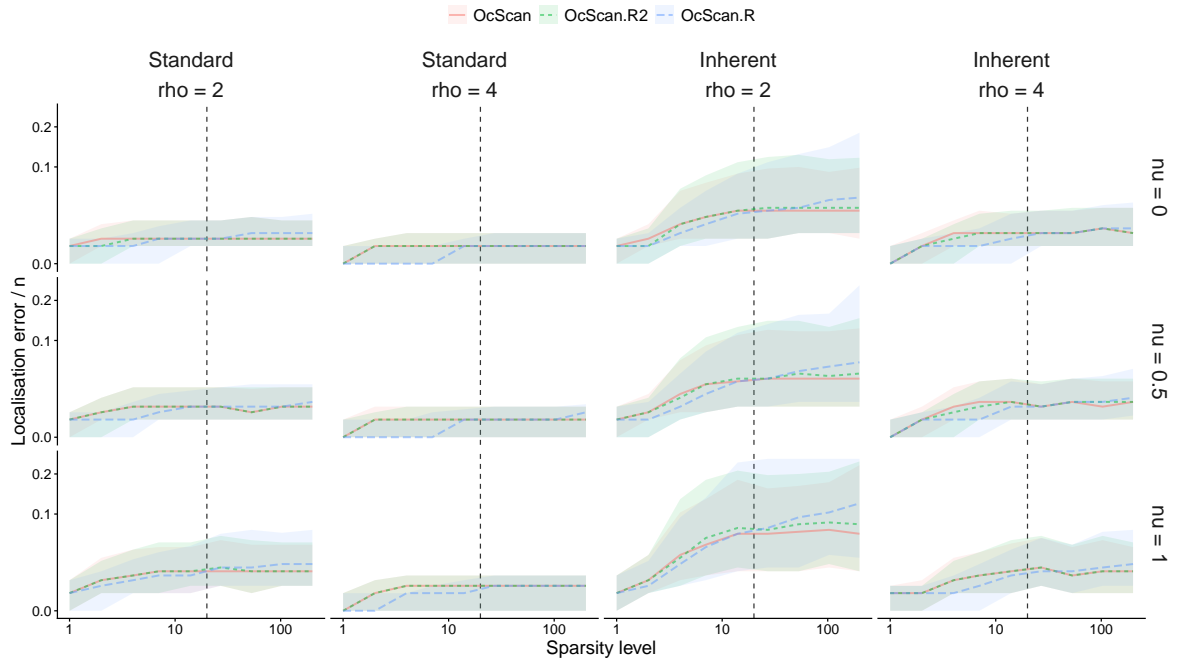 OcScan OcScan.R2 OcScan.R
Standard Standard Inherent Inherent
rho = 2 rho = 4 rho = 2 rho = 4
0.2
0.1
0.0
nu = 0
0.2
0.1
0.0
nu = 0.5
0.2
0.1
0.0
nu = 1
Localisation error / n
1 10 100 1 10 100 1 10 100 1 10 100
Sparsity level